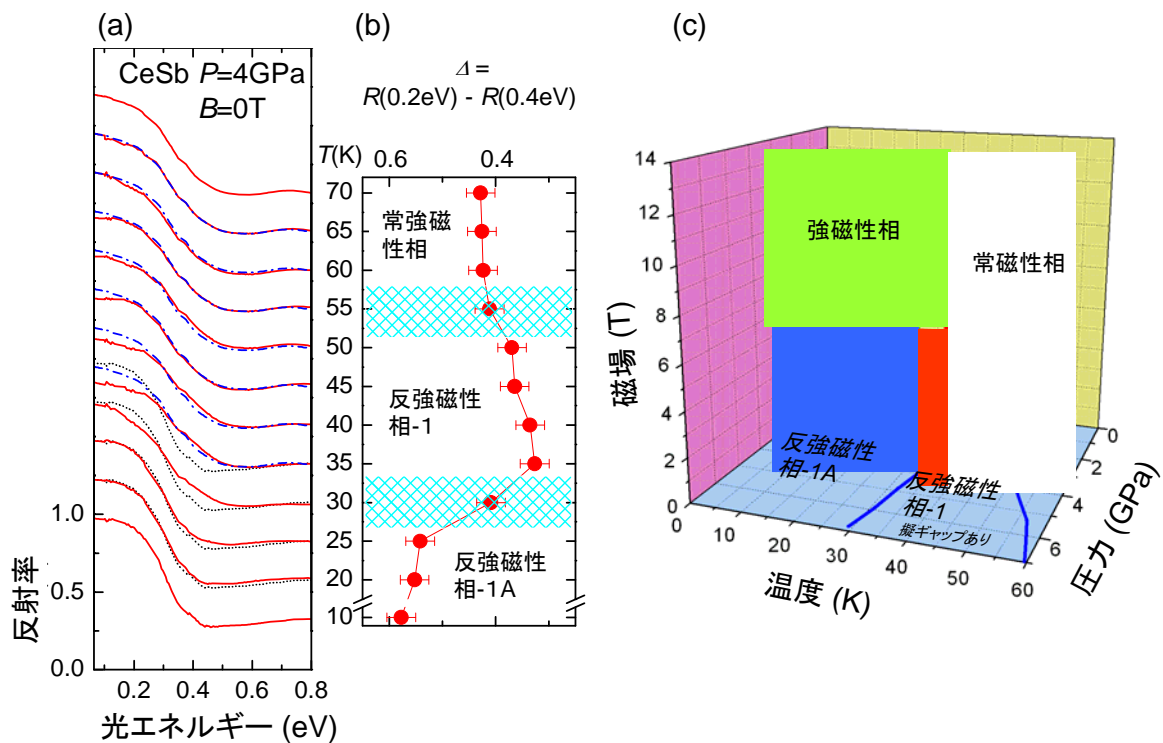 (a)
CeSb P=4GPa
B=0T
1.0
0.5
0.0
反射率
0.2 0.4 0.6 0.8
光エネルギー (eV)
(b)
Δ =
R(0.2eV) - R(0.4eV)
T(K) 0.6 0.4
70
65
60
55
50
45
40
35
30
25
20
10
常強磁
性相
反強磁性
相-1
反強磁性
相-1A
(c)
14
12
10
8
6
4
2
0
磁場 (T)
強磁性相
常磁性相
反強磁性
相-1A
反強磁性
相-1
擬ギャップあり
0 10 20 30 40 50 60
温度 (K)
0
2
4
6
圧力 (GPa)